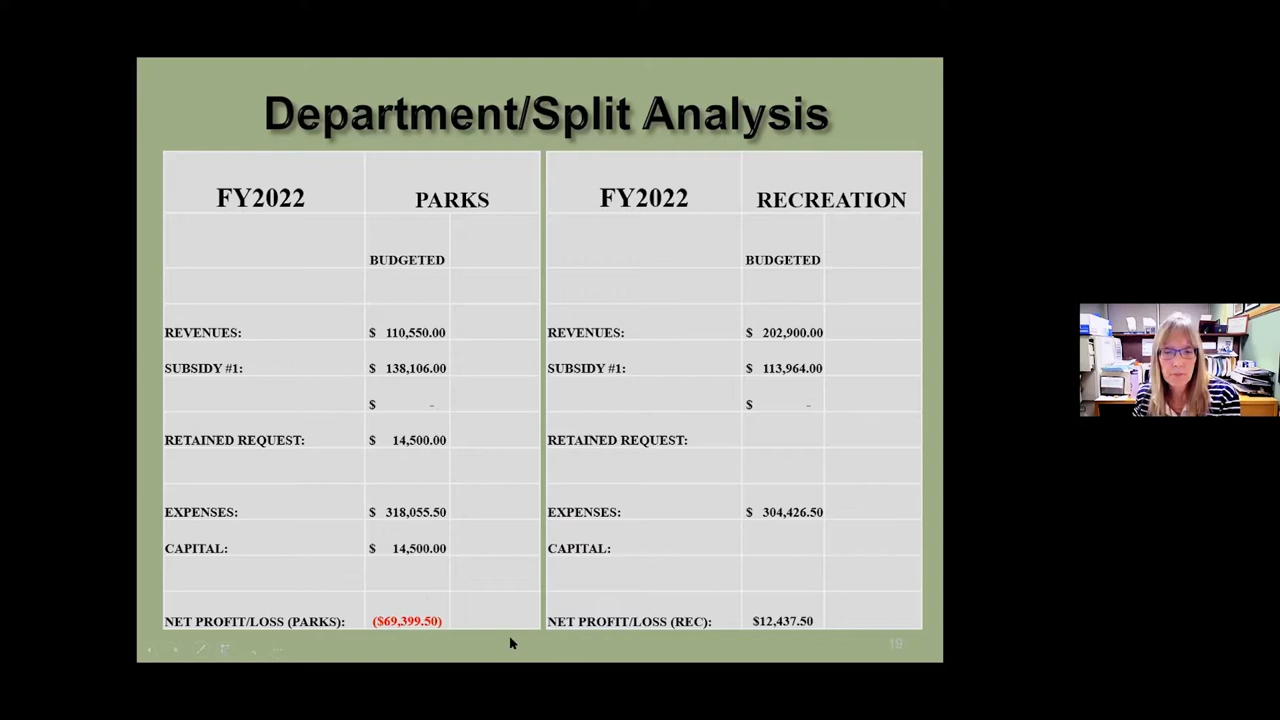 Department/Split Analysis
FY2022 PARKS FY2022 RECREATION
BUDGETED BUDGETED
REVENUES: $ 110,550.00 REVENUES: $ 202,900.00
SUBSIDY #1: $ 138,106.00 SUBSIDY #1: $ 113,964.00
$ - $ -
RETAINED REQUEST: $ 14,500.00 RETAINED REQUEST:
EXPENSES: $ 318,055.50 EXPENSES: $ 304,426.50
CAPITAL: $ 14,500.00 CAPITAL:
NET PROFIT/LOSS (PARKS): ($69,399.50) NET PROFIT/LOSS (REC): $12,437.50
19